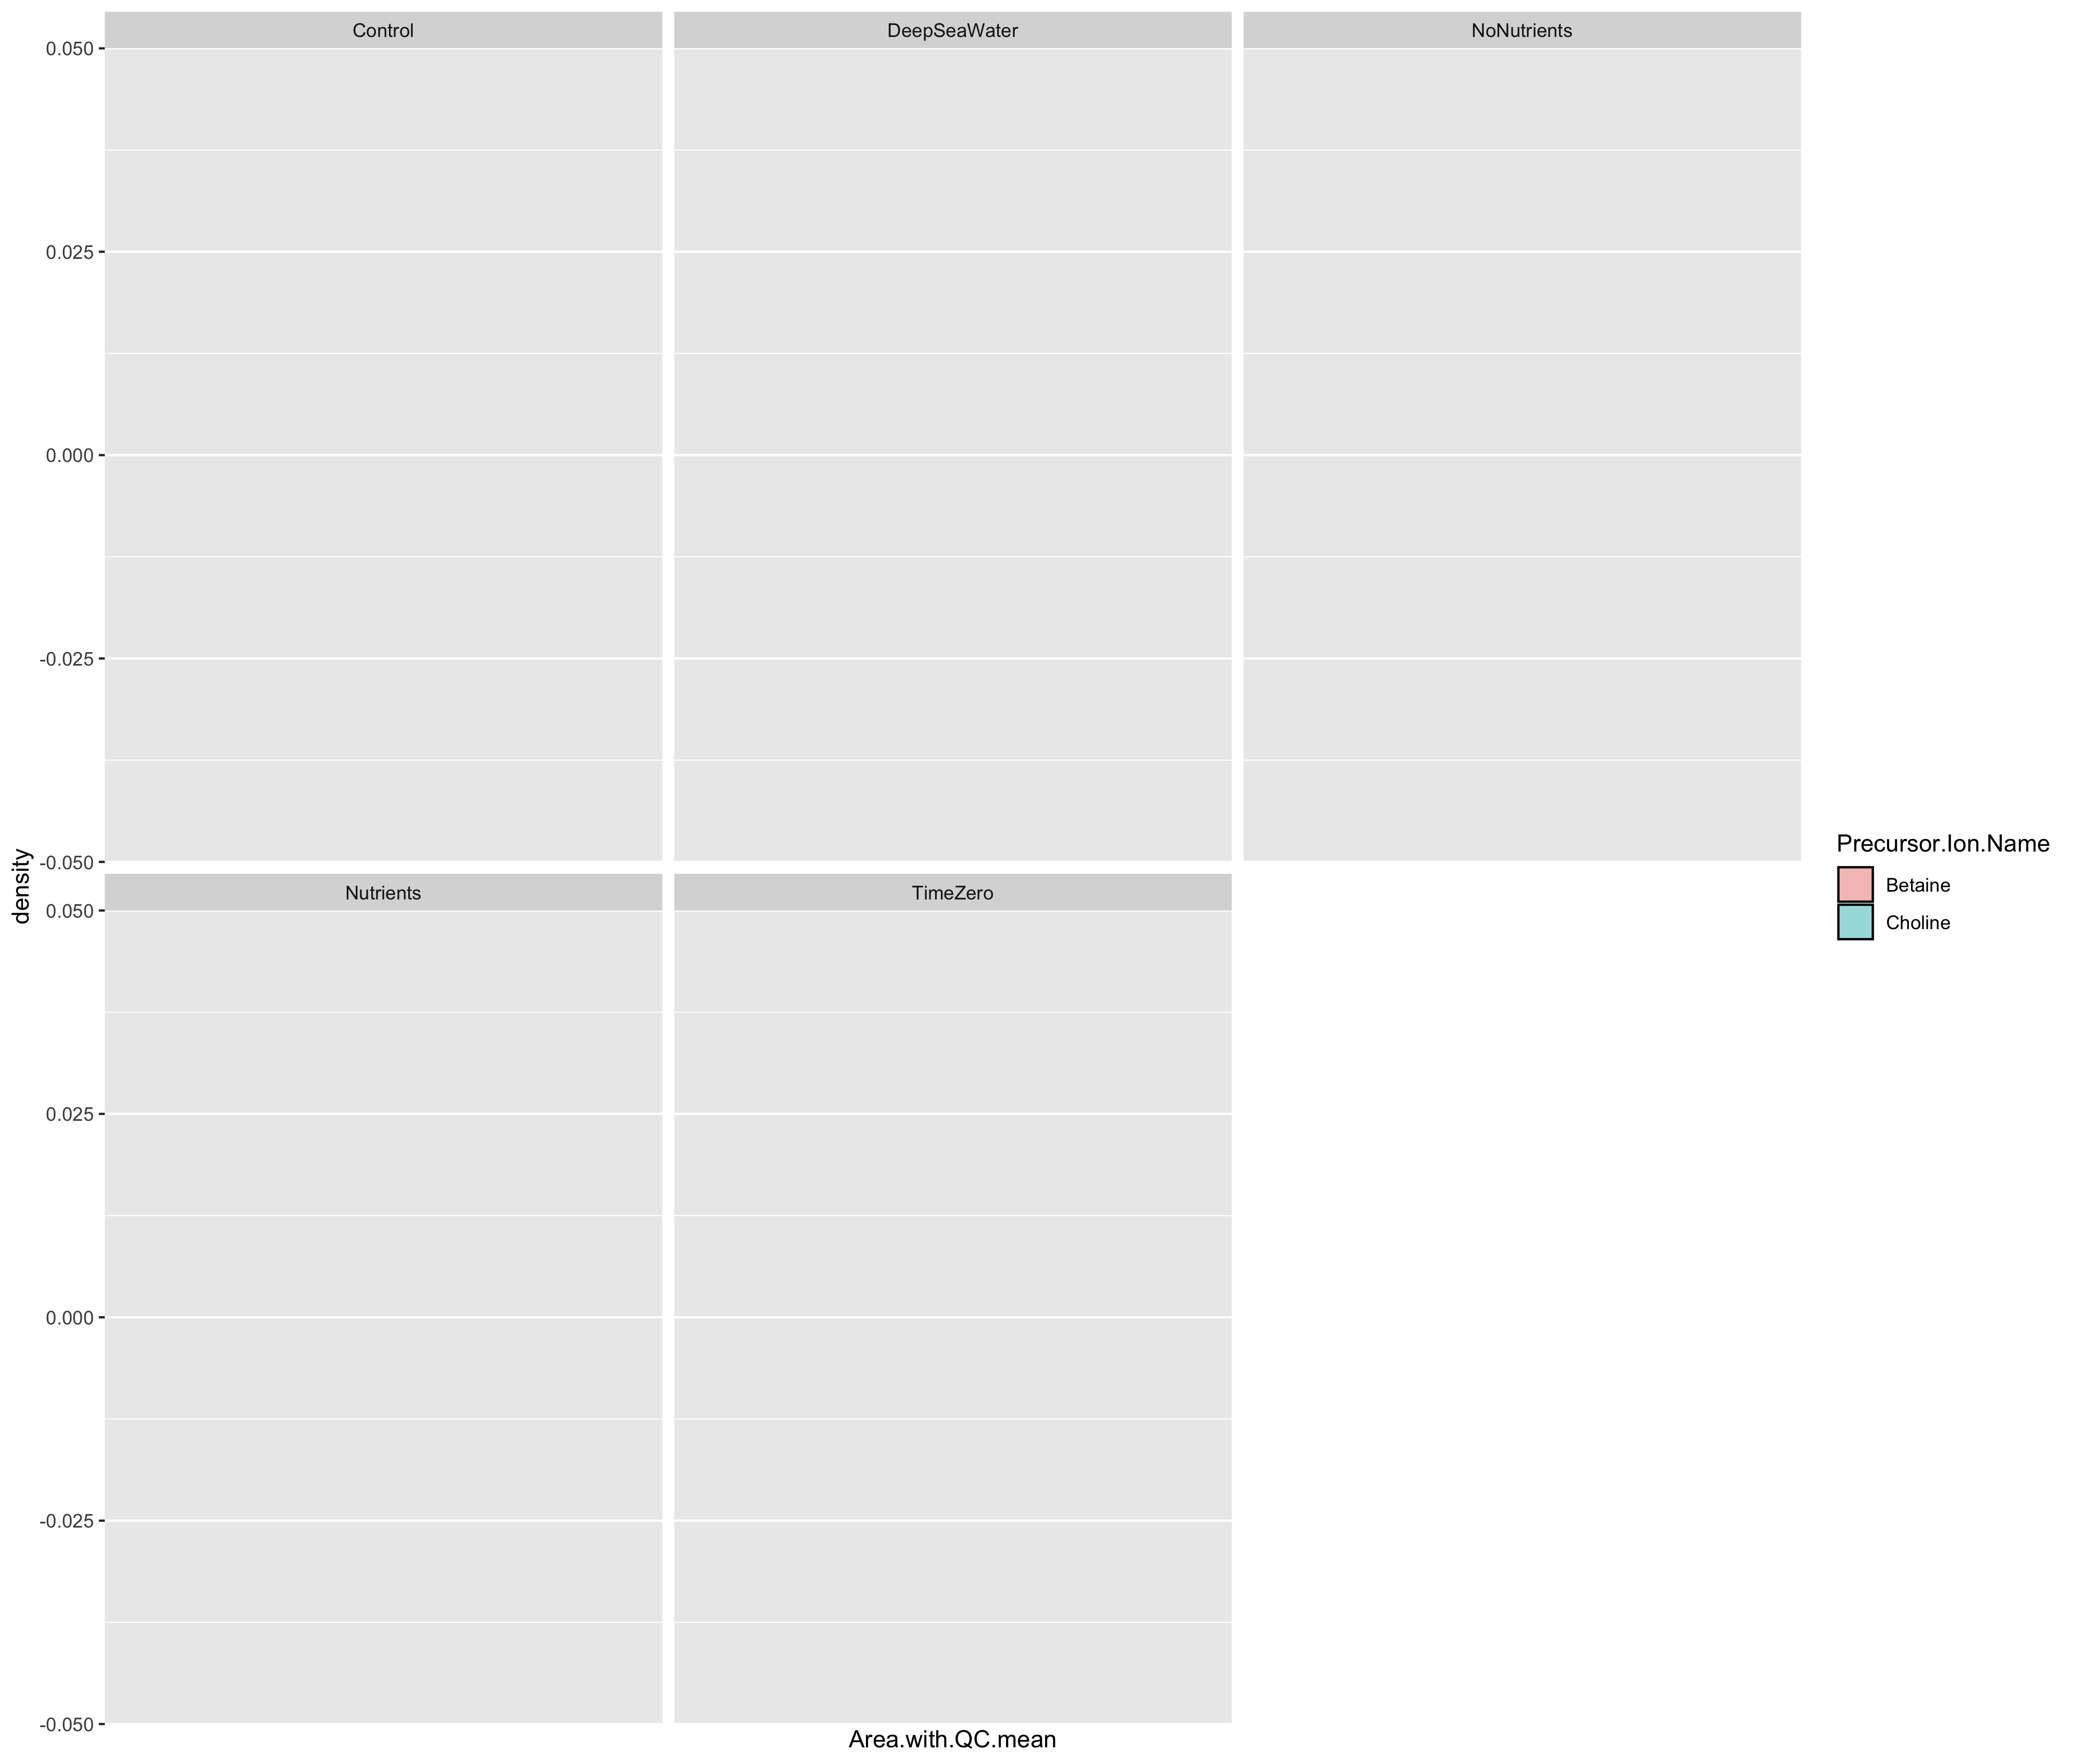 Control
DeepSeaWater
NoNutrients
0.050
0.025
0.000
-0.025
-0.050
density
Nutrients
TimeZero
0.050
0.025
0.000
-0.025
-0.050
Area.with.QC.mean
Precursor.Ion.Name
Betaine
Choline